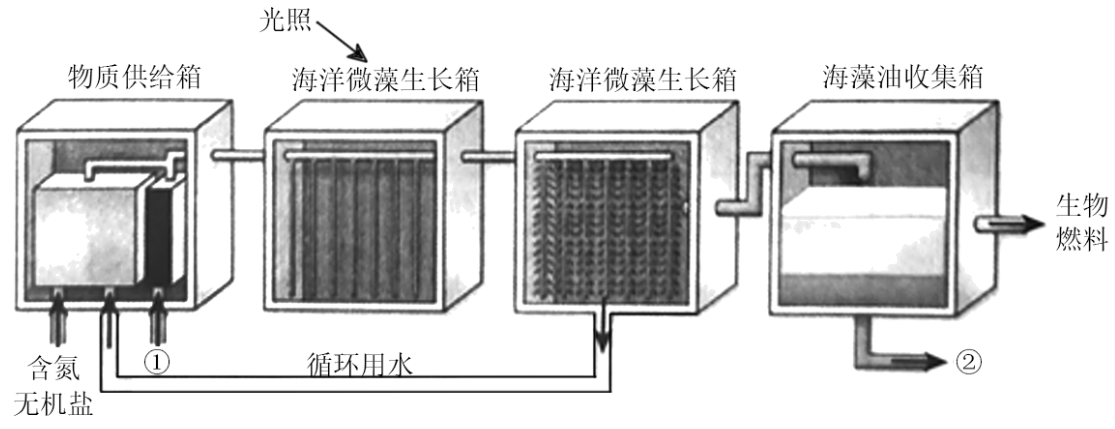 光照
物质供给箱
海洋微藻生长箱
海洋微藻生长箱
海藻油收集箱
生物
燃料
含氮
无机盐
①
循环用水
②